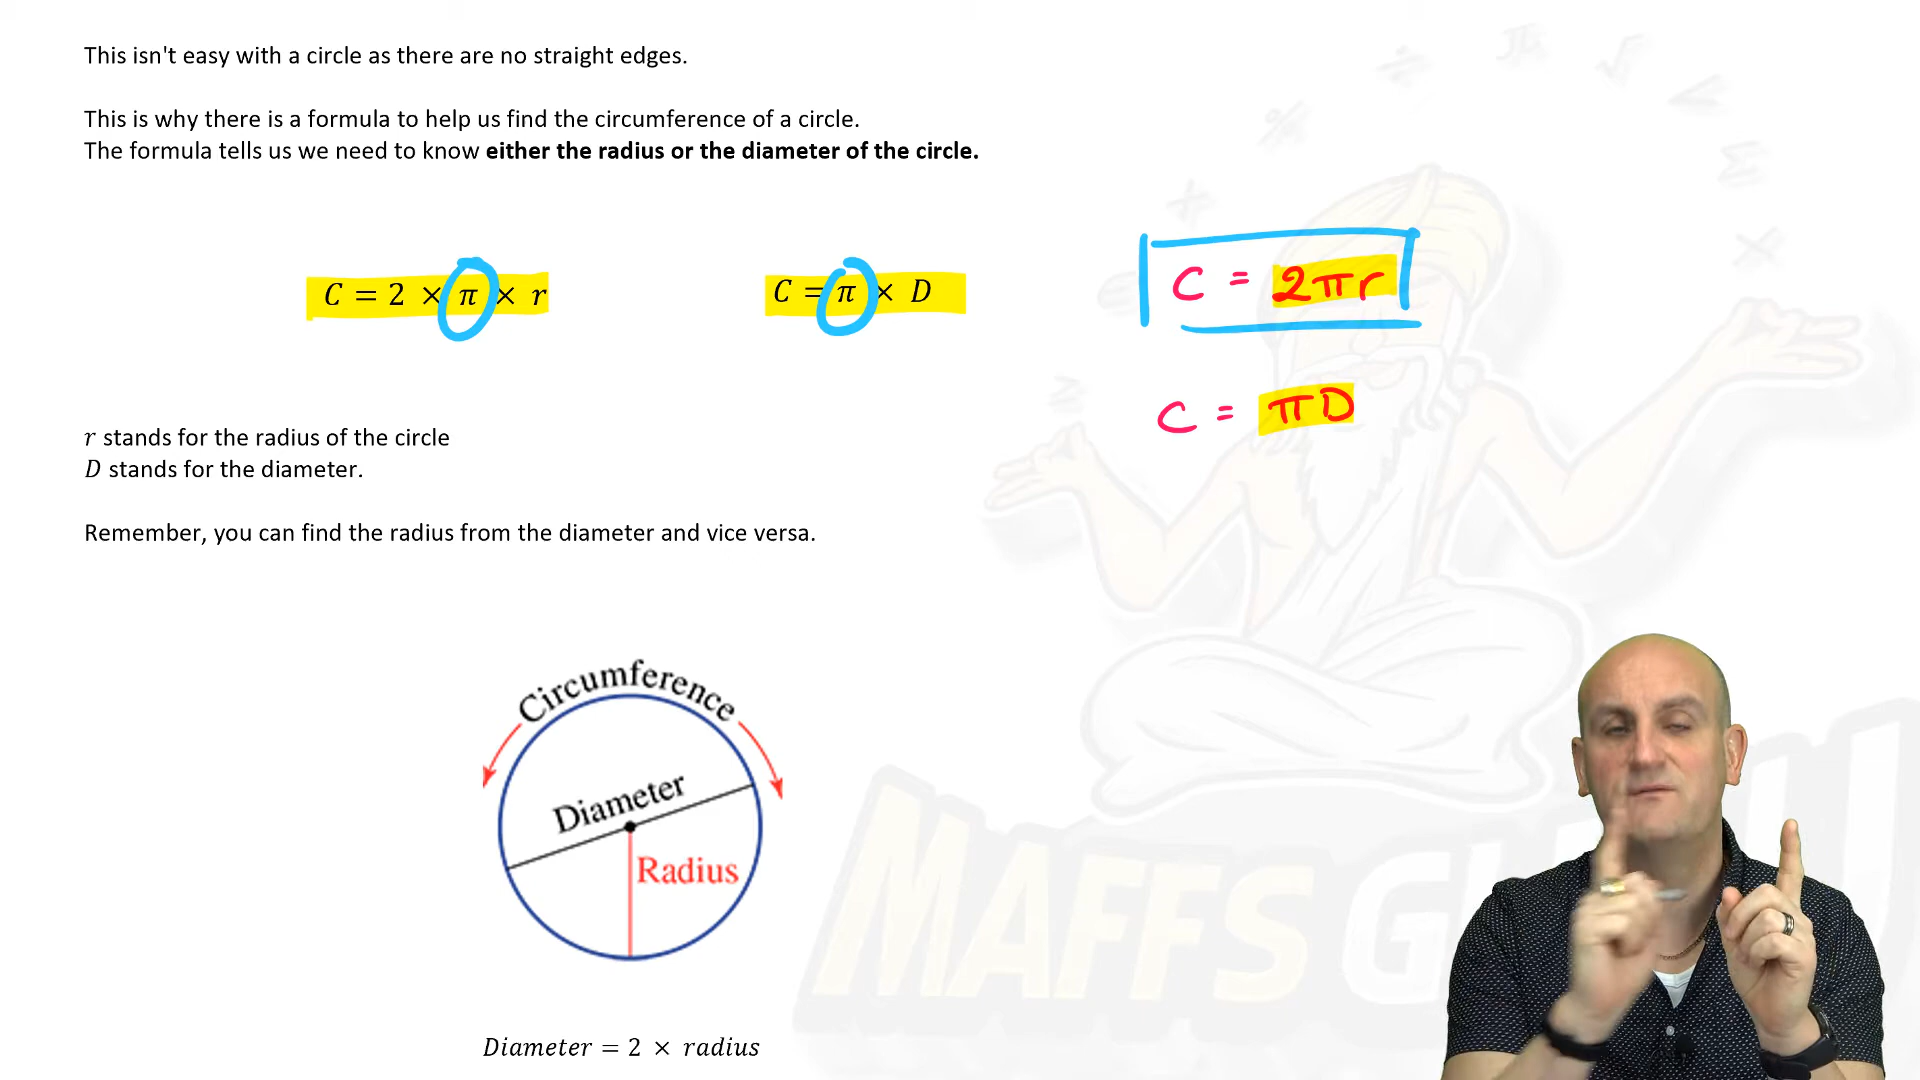 This isn't easy with a circle as there are no straight edges.
This is why there is a formula to help us find the circumference of a circle.
The formula tells us we need to know either the radius or the diameter of the circle.
C = 2 × π × r
C = π × D
C = 2πr
C = πD
r stands for the radius of the circle
D stands for the diameter.
Remember, you can find the radius from the diameter and vice versa.
Circumference
Diameter
Radius
Diameter = 2 × radius
MAFFS G